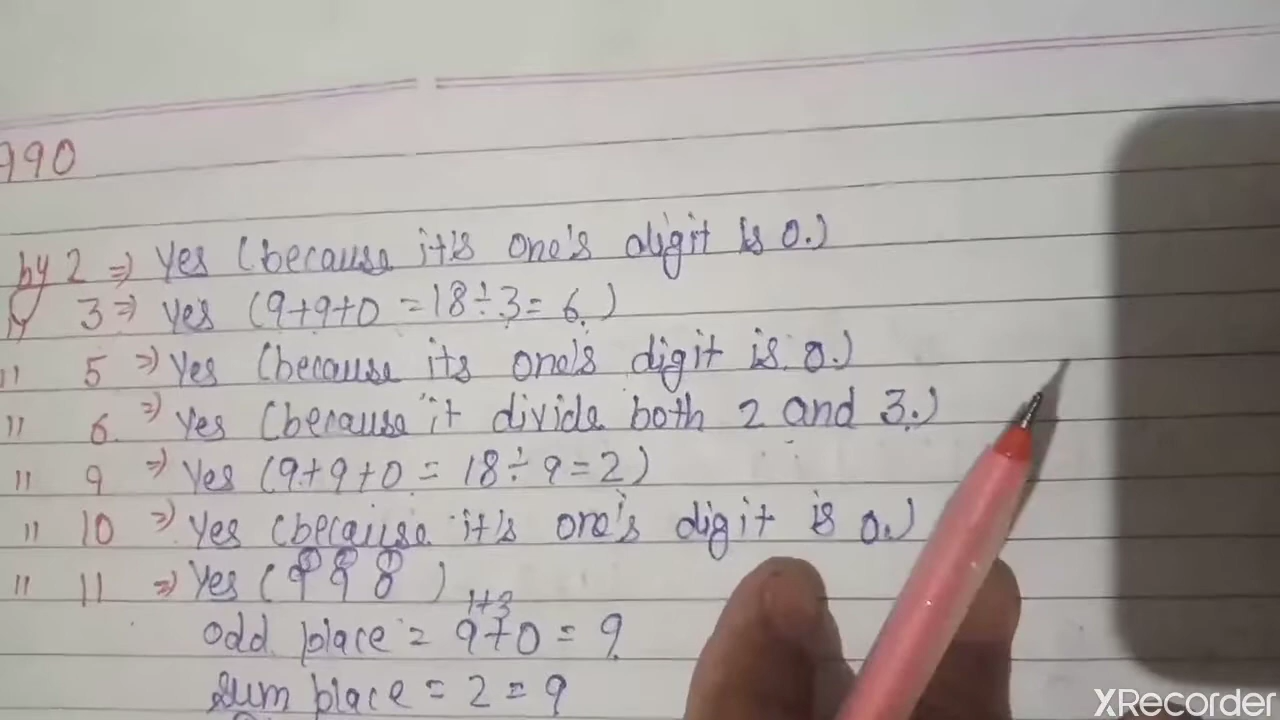 990
by 2 => Yes (because it's one's digit is 0.)
" 3 => Yes (9+9+0 = 18 ÷ 3 = 6.)
" 5 => Yes (because its one's digit is 0.)
" 6. => Yes (because it divide both 2 and 3.)
" 9 => Yes (9+9+0 = 18 ÷ 9 = 2)
" 10 => Yes (because it's one's digit is 0.)
" 11 => Yes ( )
1+3
odd place = 9+0 = 9
place = 2 = 9
XRecorder